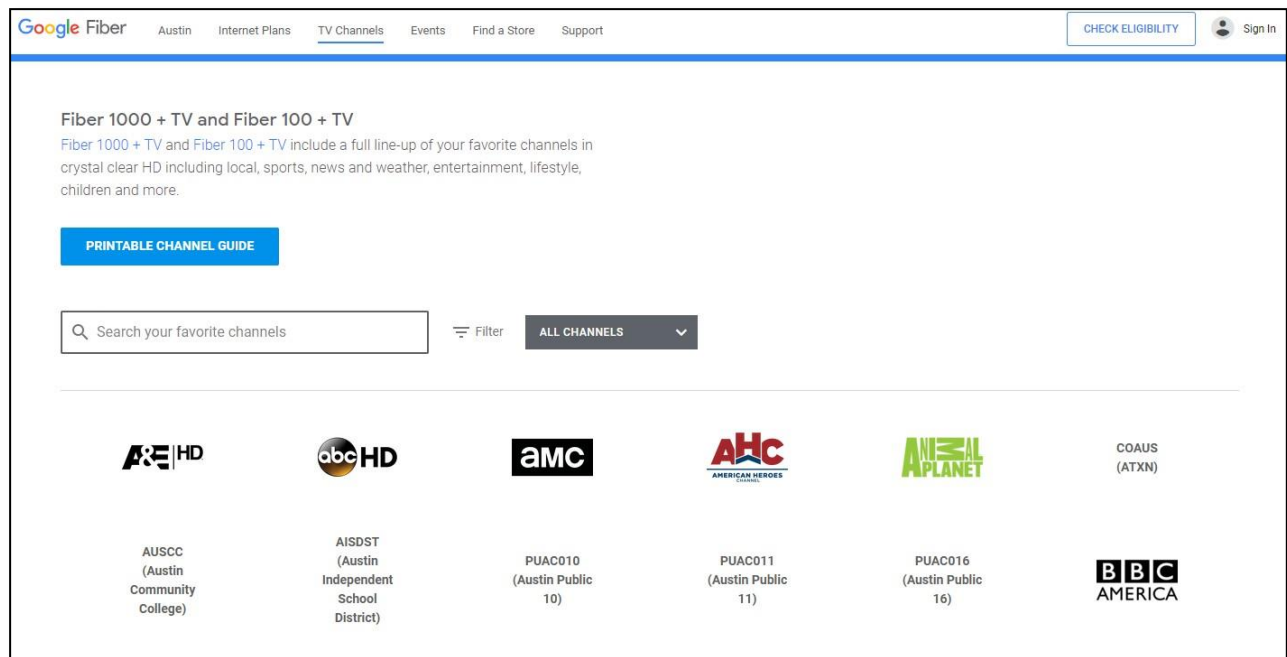 Google Fiber Austin Internet Plans TV Channels Events Find a Store Support CHECK ELIGIBILITY Sign In
Fiber 1000 + TV and Fiber 100 + TV
Fiber 1000 + TV and Fiber 100 + TV include a full line-up of your favorite channels in
crystal clear HD including local, sports, news and weather, entertainment, lifestyle,
children and more.
PRINTABLE CHANNEL GUIDE
Search your favorite channels Filter ALL CHANNELS
A&E HD
abc HD
aMC
AHC
AMERICAN HEROES
CHANNEL
ANIMAL
PLANET
COAUS
(ATXN)
AUSCC
(Austin
Community
College)
AISDST
(Austin
Independent
School
District)
PUAC010
(Austin Public
10)
PUAC011
(Austin Public
11)
PUAC016
(Austin Public
16)
BBC
AMERICA